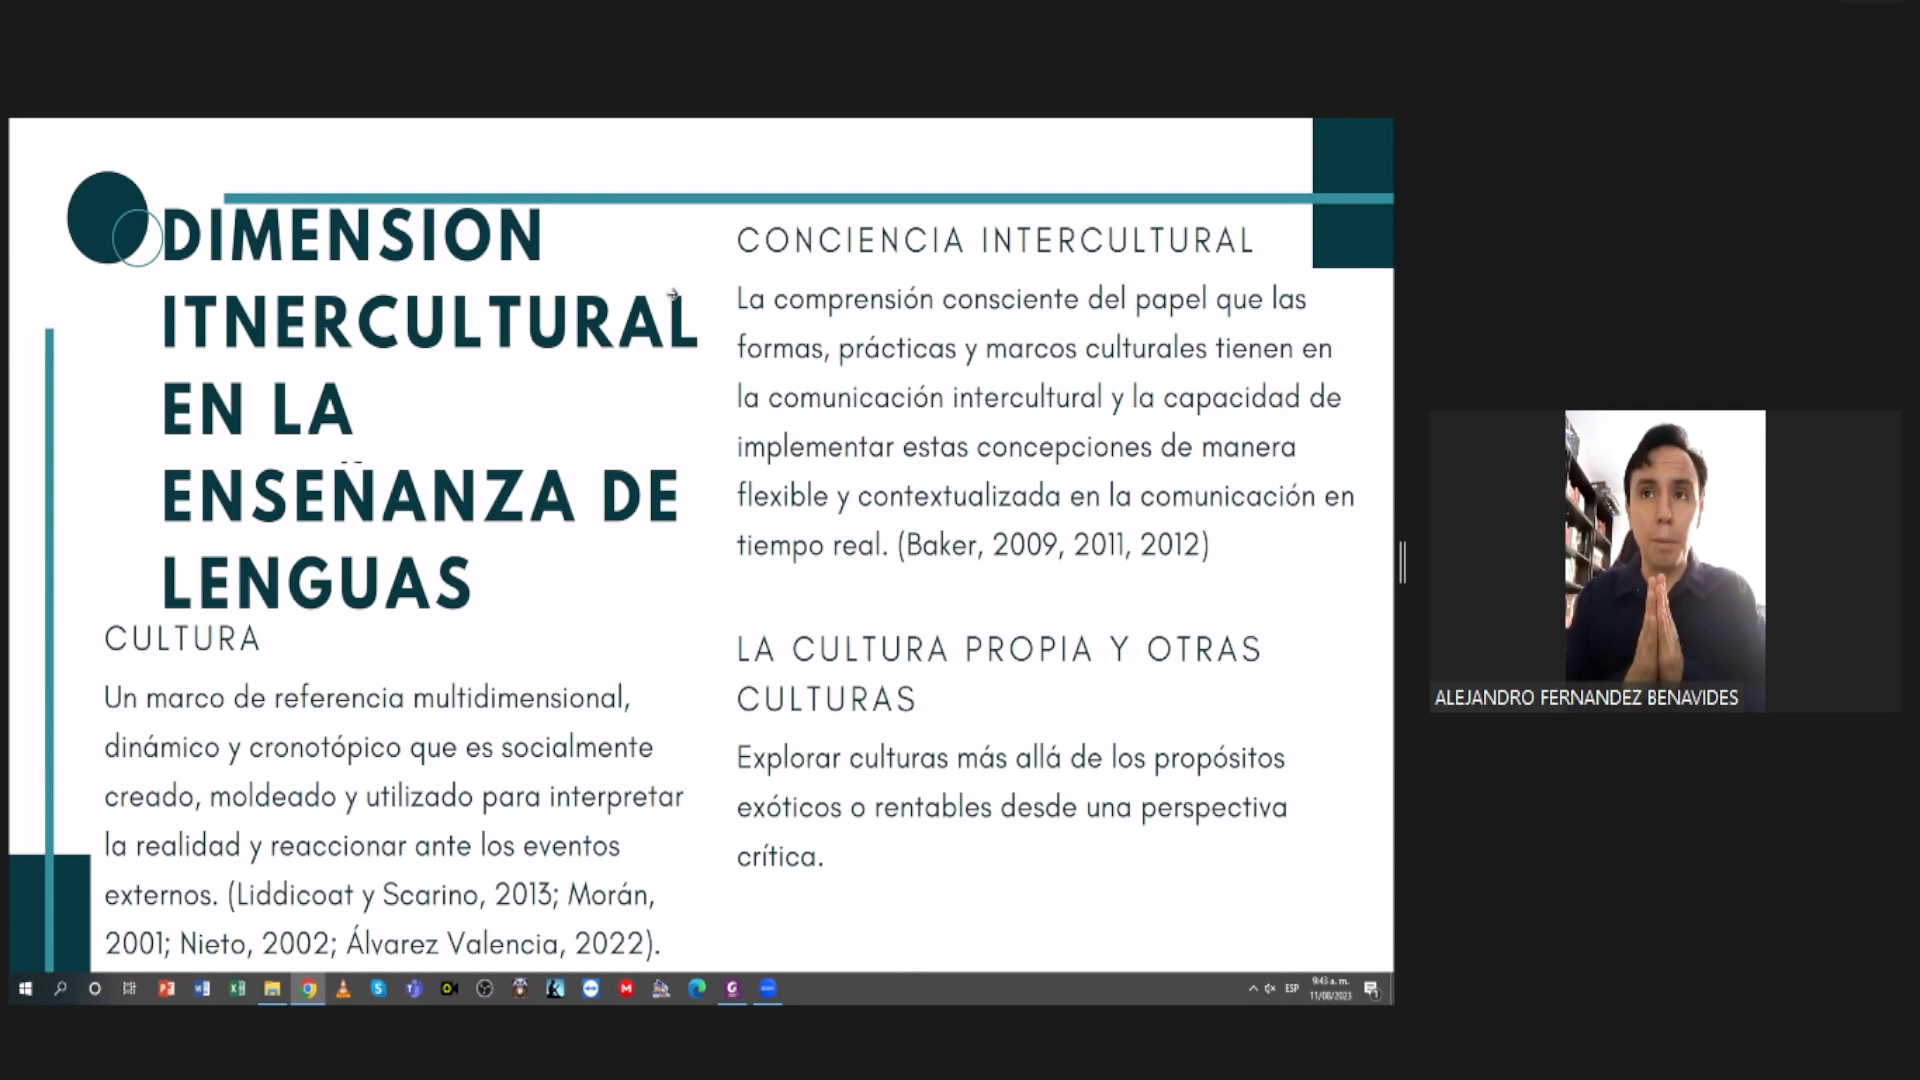 DIMENSION
ITNERCULTURAL
EN LA
ENSEÑANZA DE
LENGUAS
CULTURA
Un marco de referencia multidimensional,
dinámico y cronotópico que es socialmente
creado, moldeado y utilizado para interpretar
la realidad y reaccionar ante los eventos
externos. (Liddicoat y Scarino, 2013; Morán,
2001; Nieto, 2002; Álvarez Valencia, 2022).
CONCIENCIA INTERCULTURAL
La comprensión consciente del papel que las
formas, prácticas y marcos culturales tienen en
la comunicación intercultural y la capacidad de
implementar estas concepciones de manera
flexible y contextualizada en la comunicación en
tiempo real. (Baker, 2009, 2011, 2012)
LA CULTURA PROPIA Y OTRAS
CULTURAS
Explorar culturas más allá de los propósitos
exóticos o rentables desde una perspectiva
crítica.
ALEJANDRO FERNANDEZ BENAVIDES
ESP
9:43 a. m.
11/08/2023